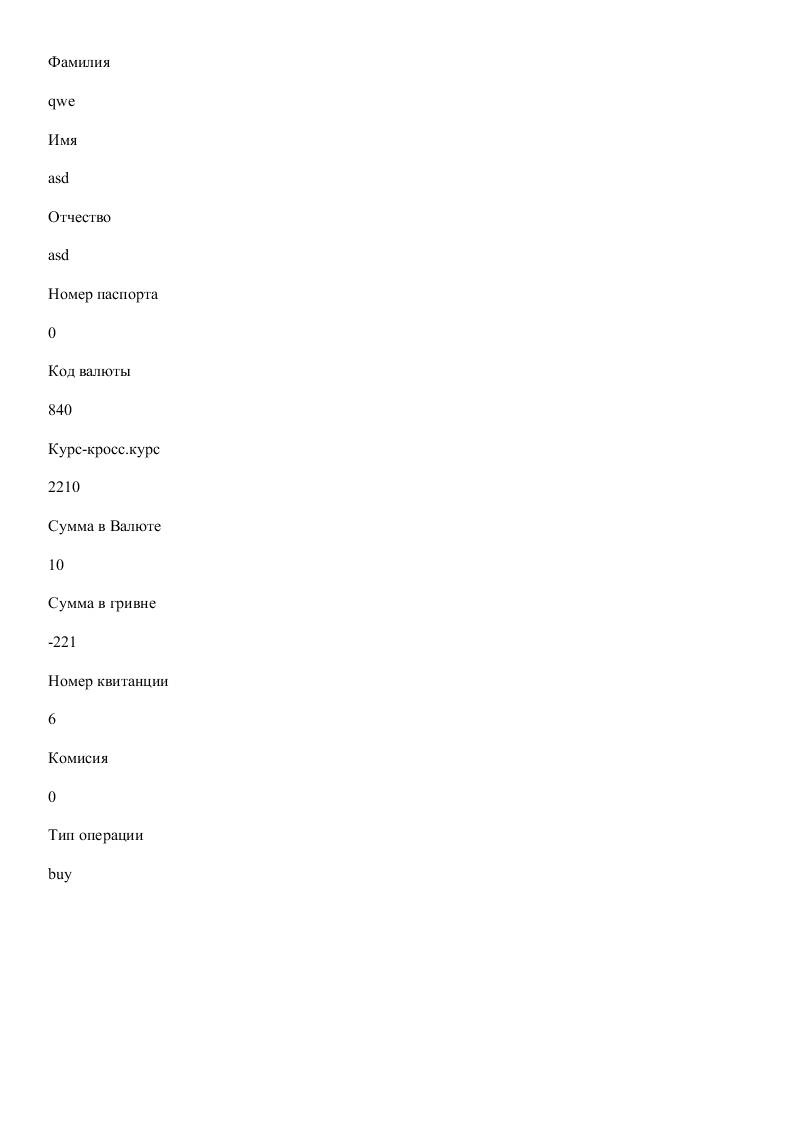 Фамилия
qwe
Имя
asd
Отчество
asd
Номер паспорта
0
Код валюты
840
Курс-кросс.курс
2210
Сумма в Валюте
10
Сумма в гривне
-221
Номер квитанции
6
Комисия
0
Тип операции
buy